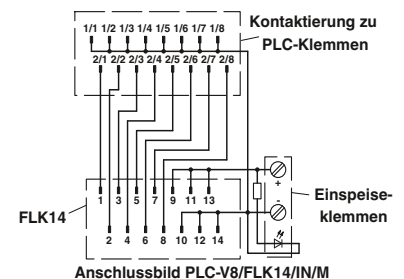 1/1 1/2 1/3 1/4 1/5 1/6 1/7 1/8
Kontaktierung zu
PLC-Klemmen
2/1 2/2 2/3 2/4 2/5 2/6 2/7 2/8
1 3 5 7 9 11 13
+
-
Einspeise-
klemmen
FLK14
2 4 6 8 10 12 14
Anschlussbild PLC-V8/FLK14/IN/M